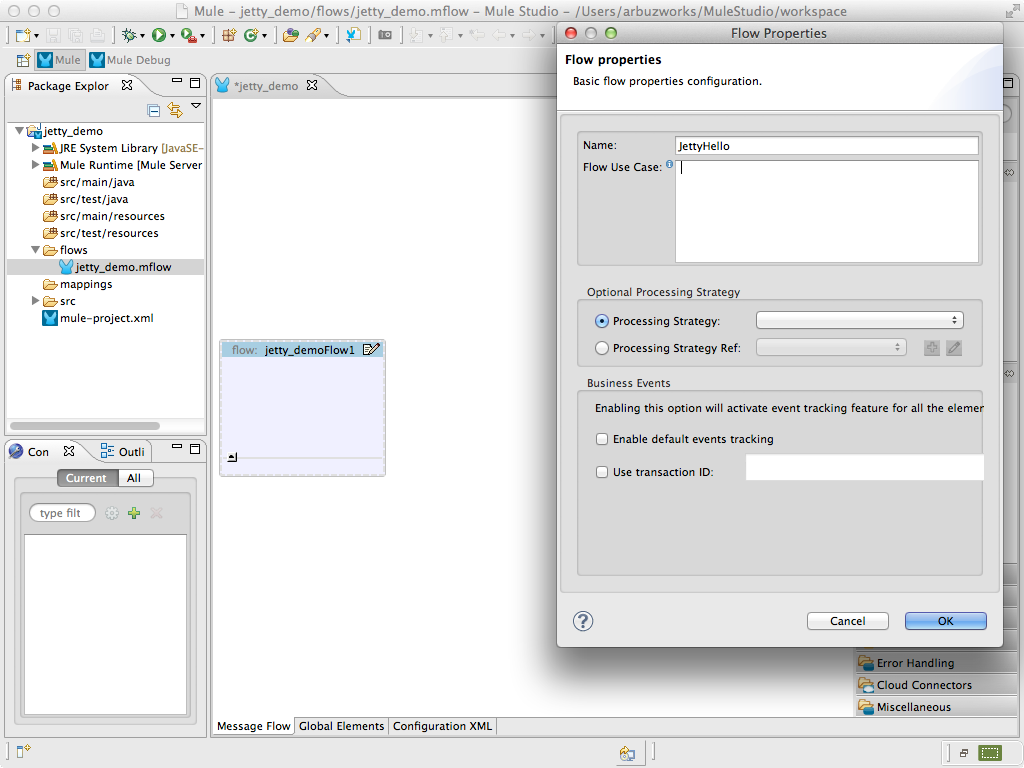 Mule – jetty_demo/flows/jetty_demo.mflow – Mule Studio – /Users/arbuzworks/MuleStudio/workspace
Mule
Mule Debug
Package Explor
jetty_demo
JRE System Library [JavaSE-
Mule Runtime [Mule Server
src/main/java
src/test/java
src/main/resources
src/test/resources
flows
jetty_demo.mflow
mappings
src
mule-project.xml
Con
Outli
Current
All
type filt
*jetty_demo
flow: jetty_demoFlow1
Message Flow
Global Elements
Configuration XML
Flow Properties
Flow properties
Basic flow properties configuration.
Name:
JettyHello
Flow Use Case:
Optional Processing Strategy
Processing Strategy:
Processing Strategy Ref:
Business Events
Enabling this option will activate event tracking feature for all the elemer
Enable default events tracking
Use transaction ID:
?
Cancel
OK
Error Handling
Cloud Connectors
Miscellaneous